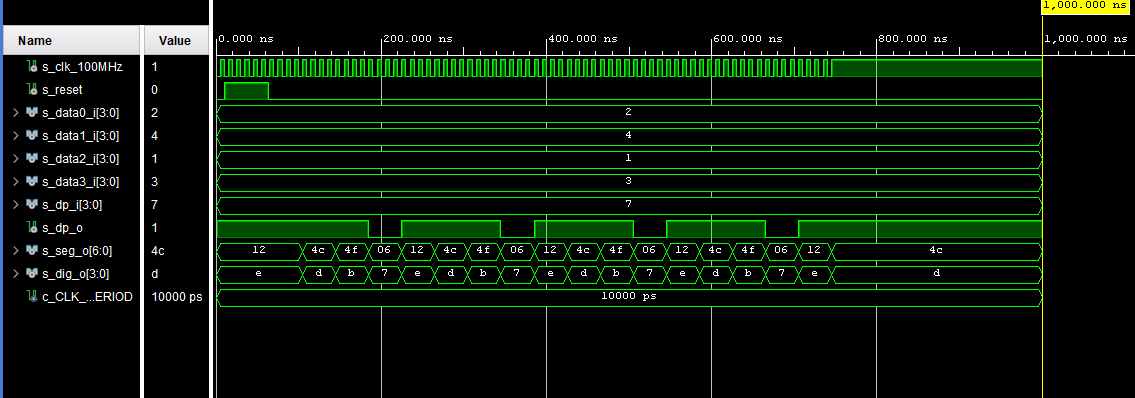 1,000.000 ns
Name Value 0.000 ns 200.000 ns 400.000 ns 600.000 ns 800.000 ns 1,000.000 ns
s_clk_100MHz 1
s_reset 0
s_data0_i[3:0] 2 2
s_data1_i[3:0] 4 4
s_data2_i[3:0] 1 1
s_data3_i[3:0] 3 3
s_dp_i[3:0] 7 7
s_dp_o 1
s_seg_o[6:0] 4c 12 4c 4f 06 12 4c 4f 06 12 4c 4f 06 12 4c 4f 06 12 4c
s_dig_o[3:0] d e d b 7 e d b 7 e d b 7 e d b 7 e d
c_CLK_...ERIOD 10000 ps 10000 ps